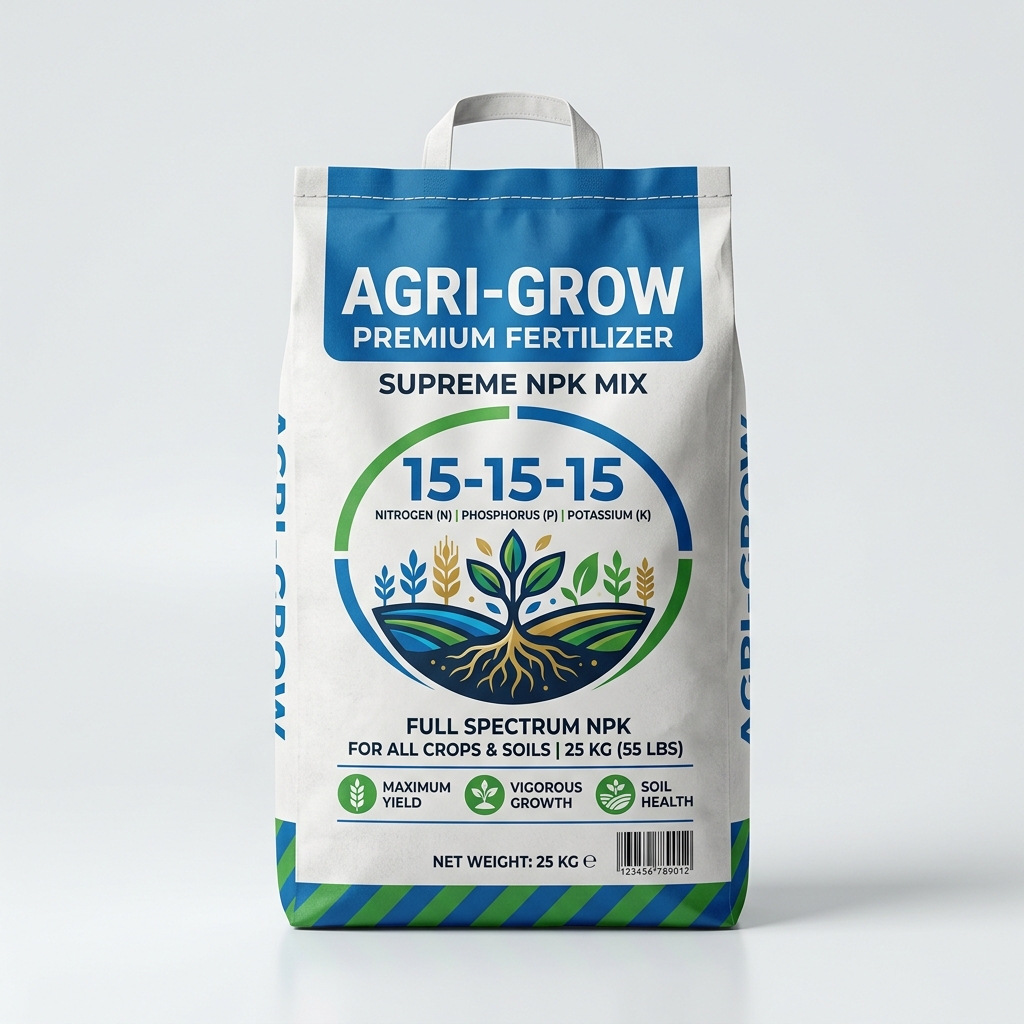 AGRI-GROW
PREMIUM FERTILIZER
SUPREME NPK MIX
15-15-15
NITROGEN (N) | PHOSPHORUS (P) | POTASSIUM (K)
FULL SPECTRUM NPK
FOR ALL CROPS & SOILS | 25 KG (55 LBS)
MAXIMUM
YIELD
VIGOROUS
GROWTH
SOIL
HEALTH
NET WEIGHT: 25 KG ℮
123456 789012
AGRI-GROW
AGRI-GROW